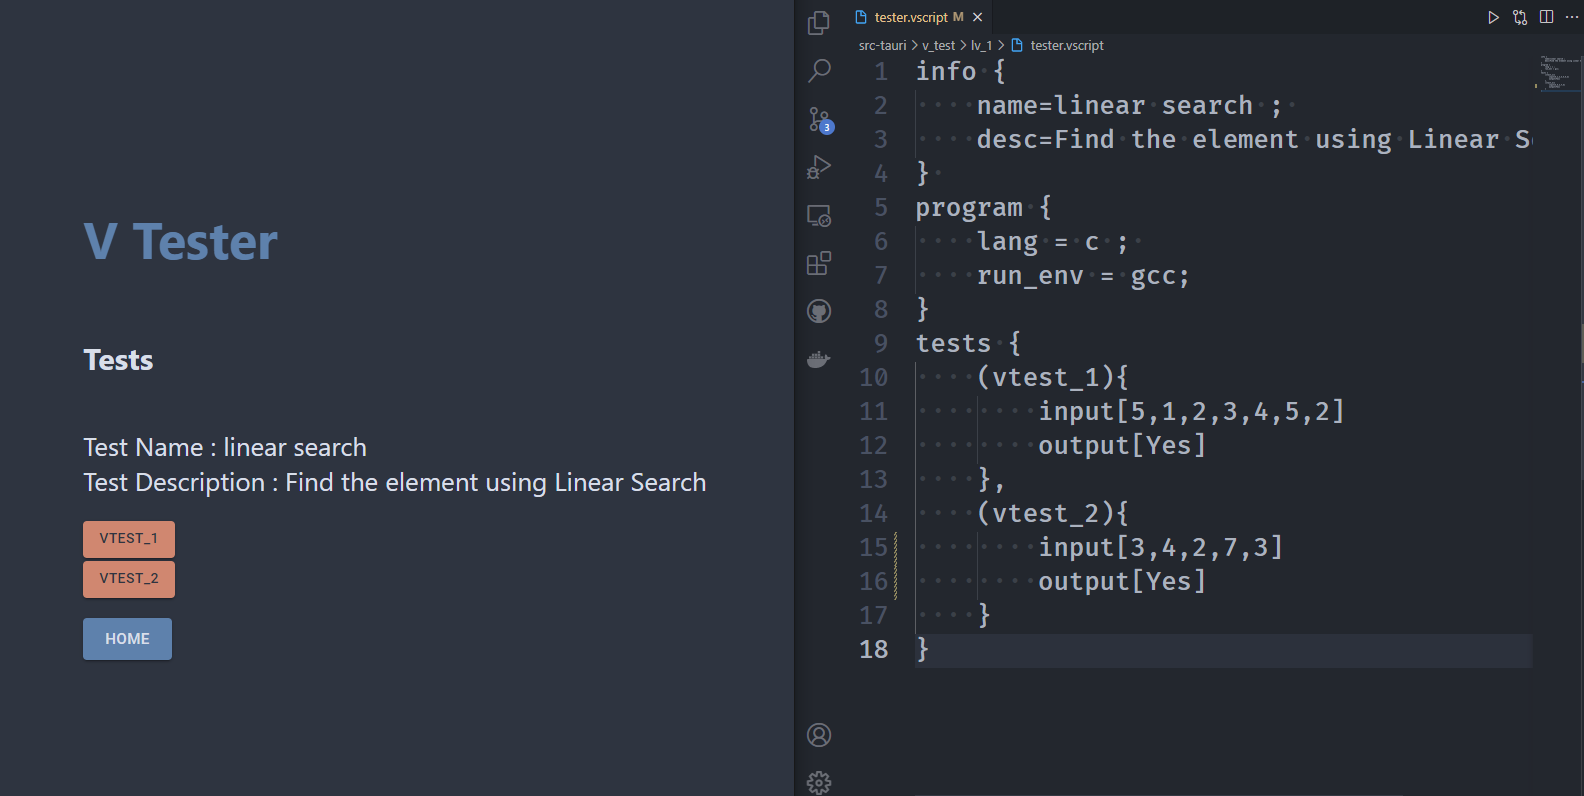 V Tester
Tests
Test Name : linear search
Test Description : Find the element using Linear Search
VTEST_1
VTEST_2
HOME
tester.vscript M
src-tauri > v_test > lv_1 > tester.vscript
3
1 info {
2 name=linear search ;
3 desc=Find the element using Linear S
4 }
5 program {
6 lang = c ;
7 run_env = gcc;
8 }
9 tests {
10 (vtest_1){
11 input[5,1,2,3,4,5,2]
12 output[Yes]
13 },
14 (vtest_2){
15 input[3,4,2,7,3]
16 output[Yes]
17 }
18 }